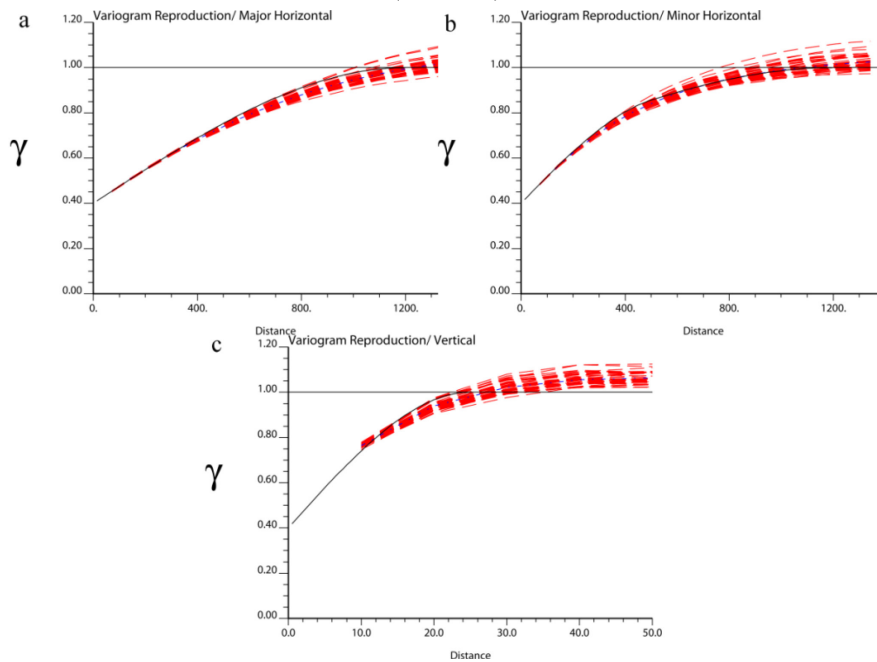 a
Variogram Reproduction/ Major Horizontal
1.20
1.00
0.80
0.60
γ
0.40
0.20
0.00
0. 400. 800. 1200.
Distance
b
Variogram Reproduction/ Minor Horizontal
1.20
1.00
0.80
0.60
γ
0.40
0.20
0.00
0. 400. 800. 1200.
Distance
c
Variogram Reproduction/ Vertical
1.20
1.00
0.80
0.60
γ
0.40
0.20
0.00
0.0 10.0 20.0 30.0 40.0 50.0
Distance